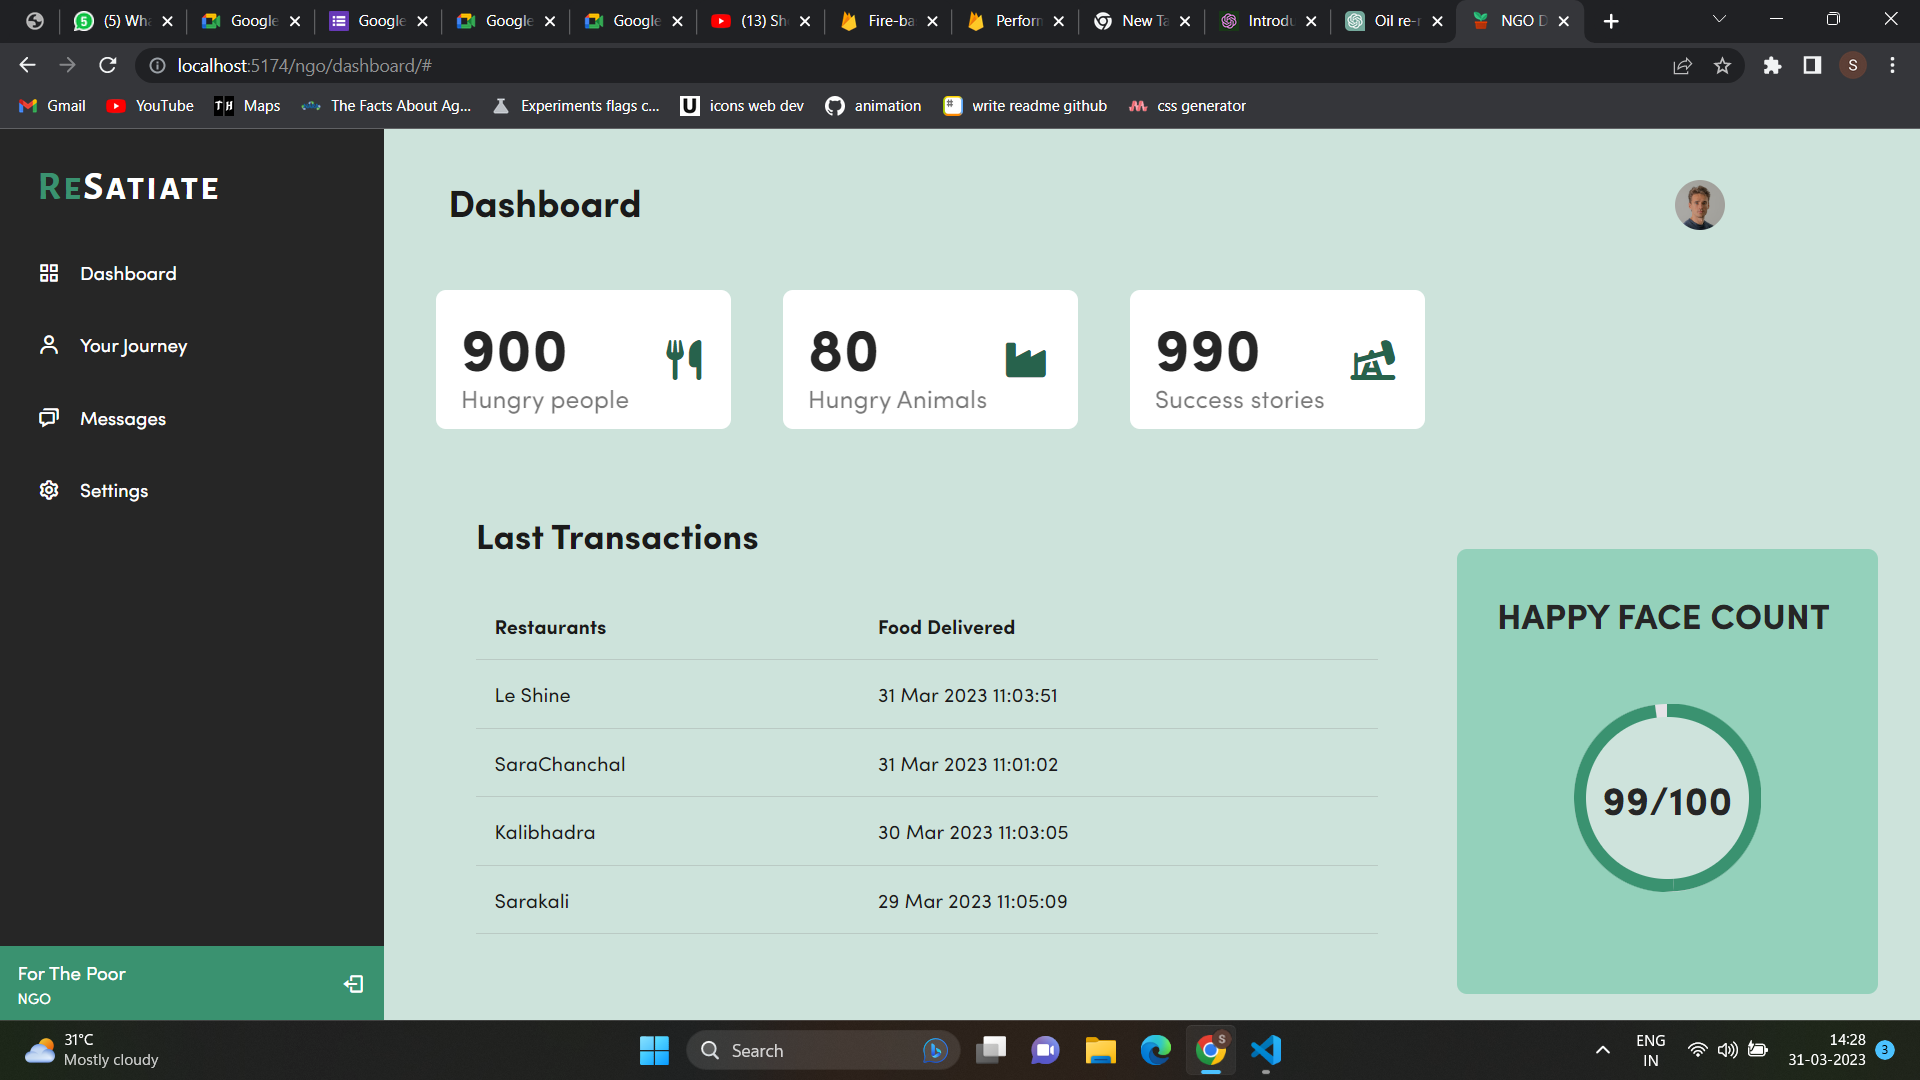 (5) Wha
Google
Google
Google
Google
(13) Sh
Fire-ba
Perform
New Ta
Introdu
Oil re-r
NGO D
localhost:5174/ngo/dashboard/#
S
Gmail
YouTube
Maps
The Facts About Ag...
Experiments flags c...
icons web dev
animation
write readme github
css generator
ReSatiate
Dashboard
Your Journey
Messages
Settings
For The Poor
NGO
Dashboard
900
Hungry people
80
Hungry Animals
990
Success stories
Last Transactions
Restaurants Food Delivered
Le Shine 31 Mar 2023 11:03:51
SaraChanchal 31 Mar 2023 11:01:02
Kalibhadra 30 Mar 2023 11:03:05
Sarakali 29 Mar 2023 11:05:09
HAPPY FACE COUNT
99/100
31°C
Mostly cloudy
Search
S
ENG
IN
14:28
31-03-2023
3